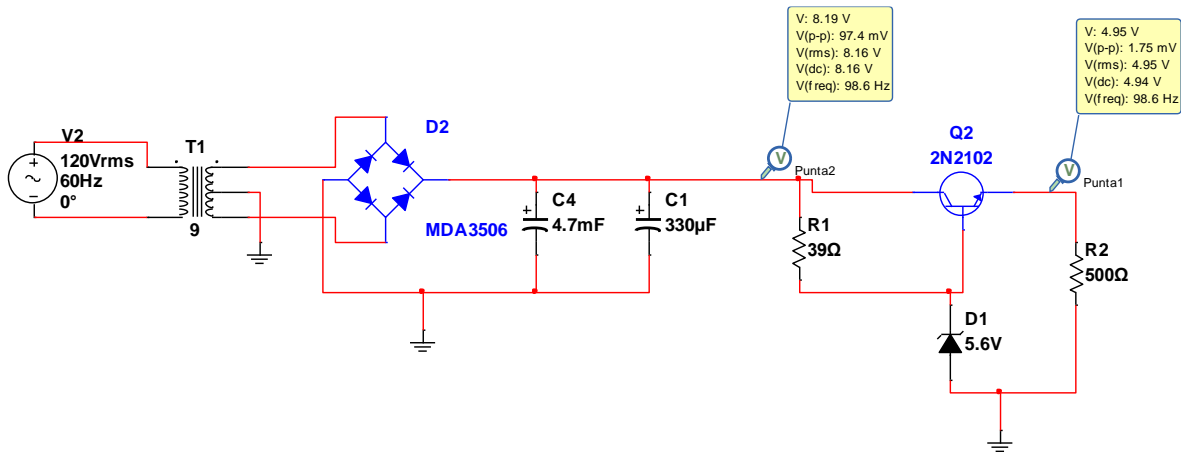 V2
120Vrms
60Hz
0°
T1
9
D2
MDA3506
C4
4.7mF
C1
330µF
V: 8.19 V
V(p-p): 97.4 mV
V(rms): 8.16 V
V(dc): 8.16 V
V(freq): 98.6 Hz
V
Punta2
R1
39Ω
Q2
2N2102
D1
5.6V
V: 4.95 V
V(p-p): 1.75 mV
V(rms): 4.95 V
V(dc): 4.94 V
V(freq): 98.6 Hz
V
Punta1
R2
500Ω